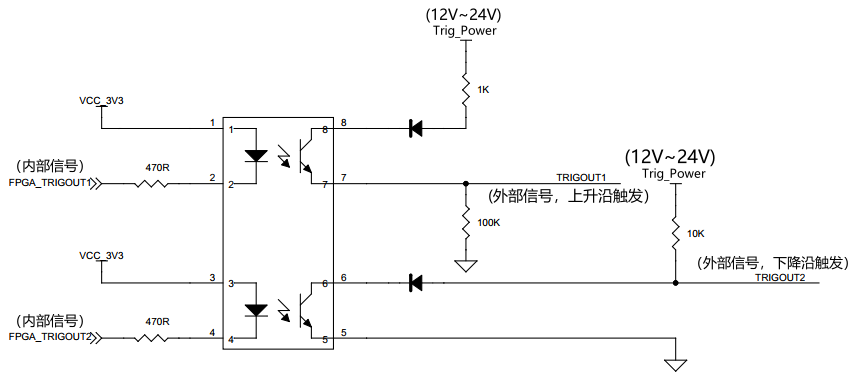 (12V~24V)
Trig_Power
1K
VCC_3V3
1
1
8
8
(内部信号)
FPGA_TRIGOUT1
470R
2
2
7
7
TRIGOUT1
(外部信号，上升沿触发)
100K
(12V~24V)
Trig_Power
10K
VCC_3V3
3
3
6
6
(外部信号，下降沿触发)
TRIGOUT2
(内部信号)
FPGA_TRIGOUT2
470R
4
4
5
5